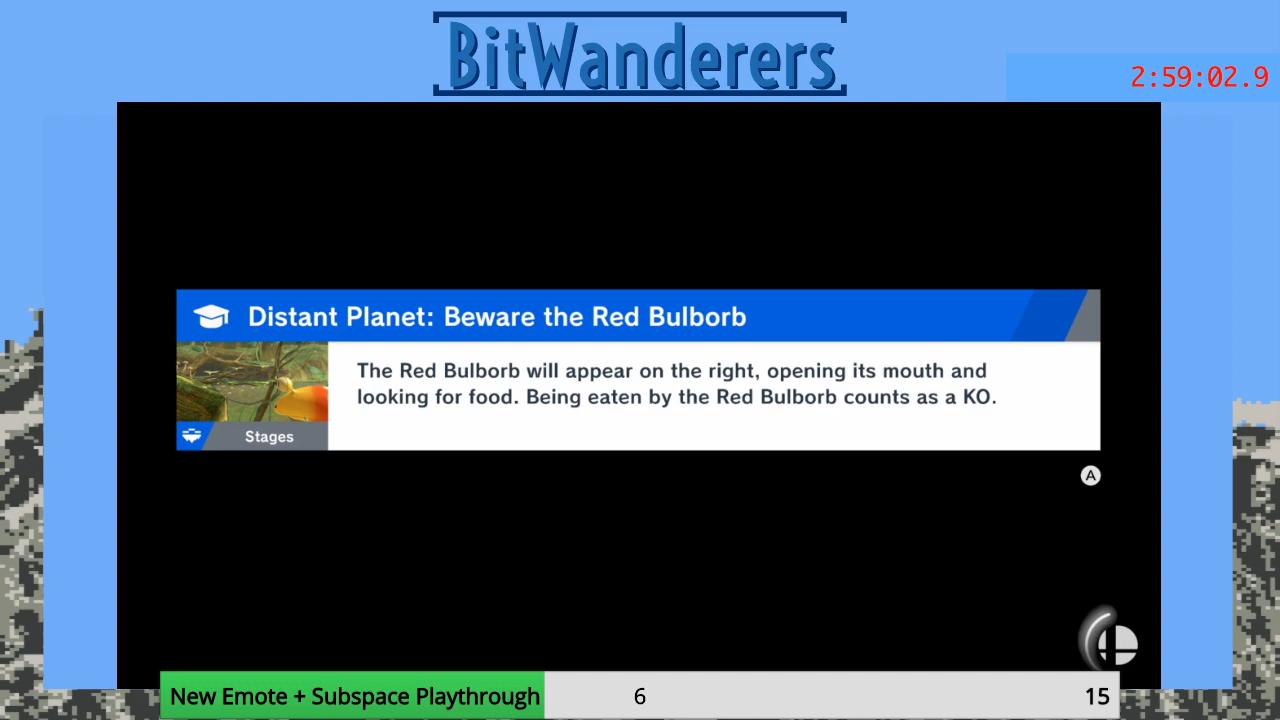 BitWanderers
2:59:02.9
Distant Planet: Beware the Red Bulborb
The Red Bulborb will appear on the right, opening its mouth and
looking for food. Being eaten by the Red Bulborb counts as a KO.
Stages
A
New Emote + Subspace Playthrough 6 15